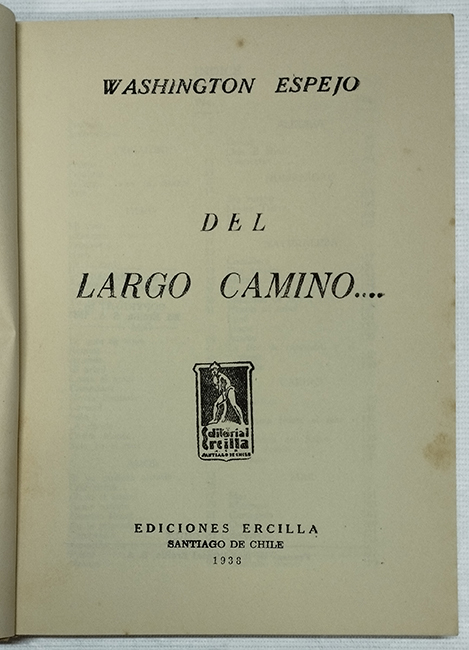 WASHINGTON ESPEJO
DEL
LARGO CAMINO....
Editorial
Ercilla
SANTIAGO DE CHILE
EDICIONES ERCILLA
SANTIAGO DE CHILE
1938